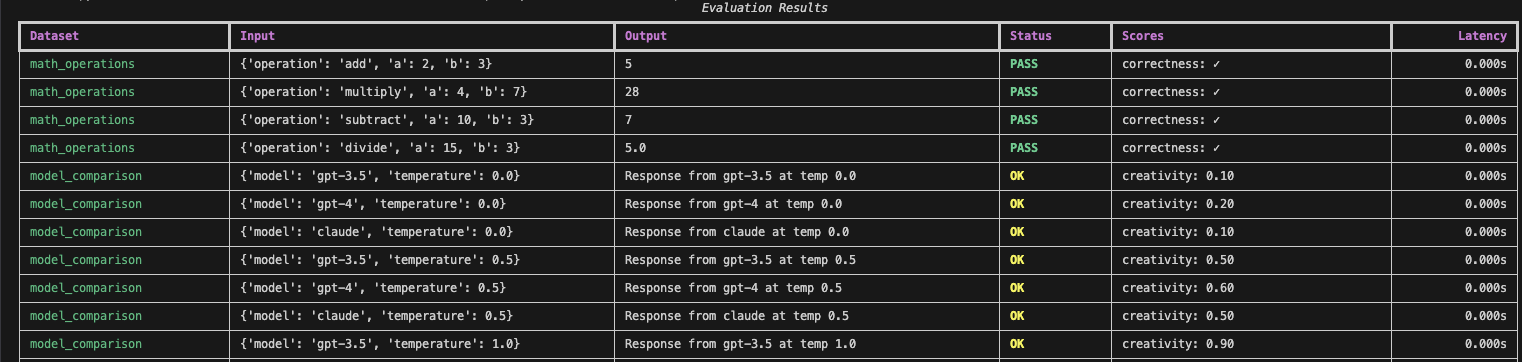 Evaluation Results
Dataset Input Output Status Scores Latency
math_operations {'operation': 'add', 'a': 2, 'b': 3} 5 PASS correctness: ✓ 0.000s
math_operations {'operation': 'multiply', 'a': 4, 'b': 7} 28 PASS correctness: ✓ 0.000s
math_operations {'operation': 'subtract', 'a': 10, 'b': 3} 7 PASS correctness: ✓ 0.000s
math_operations {'operation': 'divide', 'a': 15, 'b': 3} 5.0 PASS correctness: ✓ 0.000s
model_comparison {'model': 'gpt-3.5', 'temperature': 0.0} Response from gpt-3.5 at temp 0.0 OK creativity: 0.10 0.000s
model_comparison {'model': 'gpt-4', 'temperature': 0.0} Response from gpt-4 at temp 0.0 OK creativity: 0.20 0.000s
model_comparison {'model': 'claude', 'temperature': 0.0} Response from claude at temp 0.0 OK creativity: 0.10 0.000s
model_comparison {'model': 'gpt-3.5', 'temperature': 0.5} Response from gpt-3.5 at temp 0.5 OK creativity: 0.50 0.000s
model_comparison {'model': 'gpt-4', 'temperature': 0.5} Response from gpt-4 at temp 0.5 OK creativity: 0.60 0.000s
model_comparison {'model': 'claude', 'temperature': 0.5} Response from claude at temp 0.5 OK creativity: 0.50 0.000s
model_comparison {'model': 'gpt-3.5', 'temperature': 1.0} Response from gpt-3.5 at temp 1.0 OK creativity: 0.90 0.000s